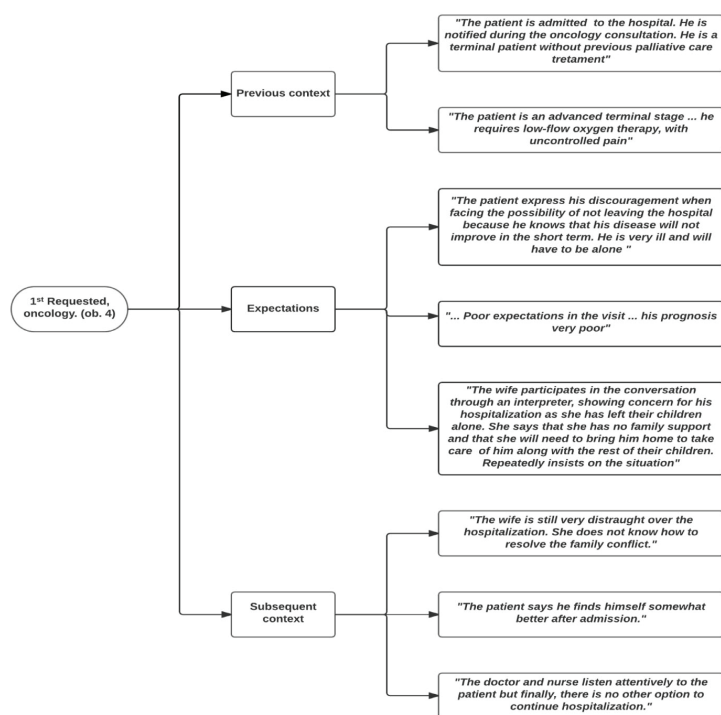 "The patient is admitted to the hospital. He is
notified during the oncology consultation. He is a
terminal patient without previous palliative care
tretament"
Previous context
"The patient is an advanced terminal stage ... he
requires low-flow oxygen therapy, with
uncontrolled pain"
"The patient express his discouragement when
facing the possibility of not leaving the hospital
because he knows that his disease will not
improve in the short term. He is very ill and will
have to be alone "
1st Requested,
oncology. (ob. 4)
Expectations
"... Poor expectations in the visit ... his prognosis
very poor"
"The wife participates in the conversation
through an interpreter, showing concern for his
hospitalization as she has left their children
alone. She says that she has no family support
and that she will need to bring him home to take
care of him along with the rest of their children.
Repeatedly insists on the situation"
"The wife is still very distraught over the
hospitalization. She does not know how to
resolve the family conflict."
Subsequent
context
"The patient says he finds himself somewhat
better after admission."
"The doctor and nurse listen attentively to the
patient but finally, there is no other option to
continue hospitalization."